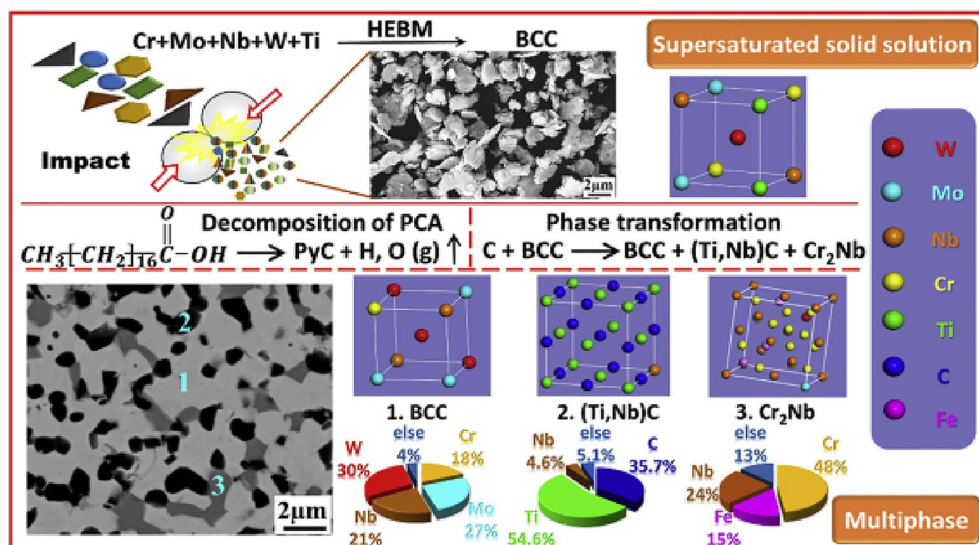 Cr+Mo+Nb+W+Ti
HEBM
BCC
Supersaturated solid solution
Impact
2μm
Decomposition of PCA
CH₃[CH₂]₁₆C(=O)-OH → PyC + H, O (g) ↑
Phase transformation
C + BCC → BCC + (Ti,Nb)C + Cr₂Nb
W
Mo
Nb
Cr
Ti
C
Fe
2
1
3
2μm
1. BCC
2. (Ti,Nb)C
3. Cr₂Nb
W
30%
else
4%
Cr
18%
Nb
21%
Mo
27%
Nb
4.6%
else
5.1%
C
35.7%
Ti
54.6%
else
13%
Cr
48%
Nb
24%
Fe
15%
Multiphase